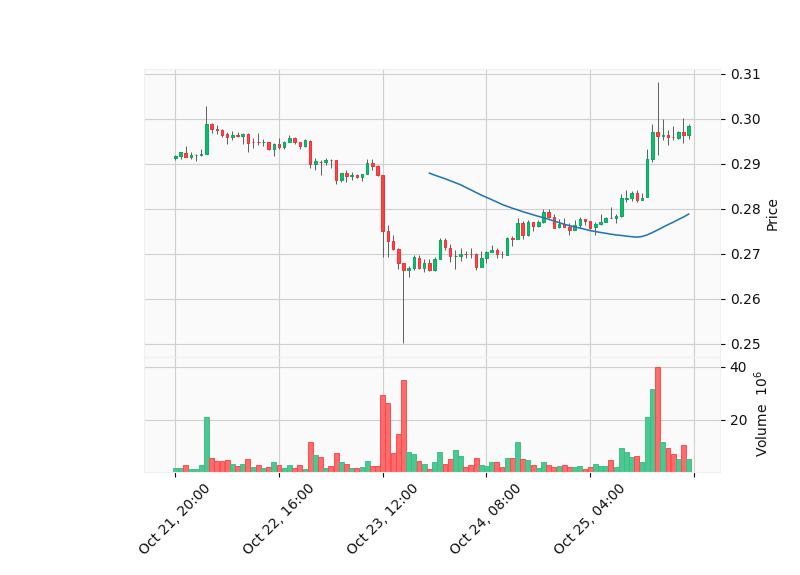 0.31
0.30
0.29
0.28
0.27
0.26
0.25
Price
40
20
Volume 10^6
Oct 21, 20:00
Oct 22, 16:00
Oct 23, 12:00
Oct 24, 08:00
Oct 25, 04:00